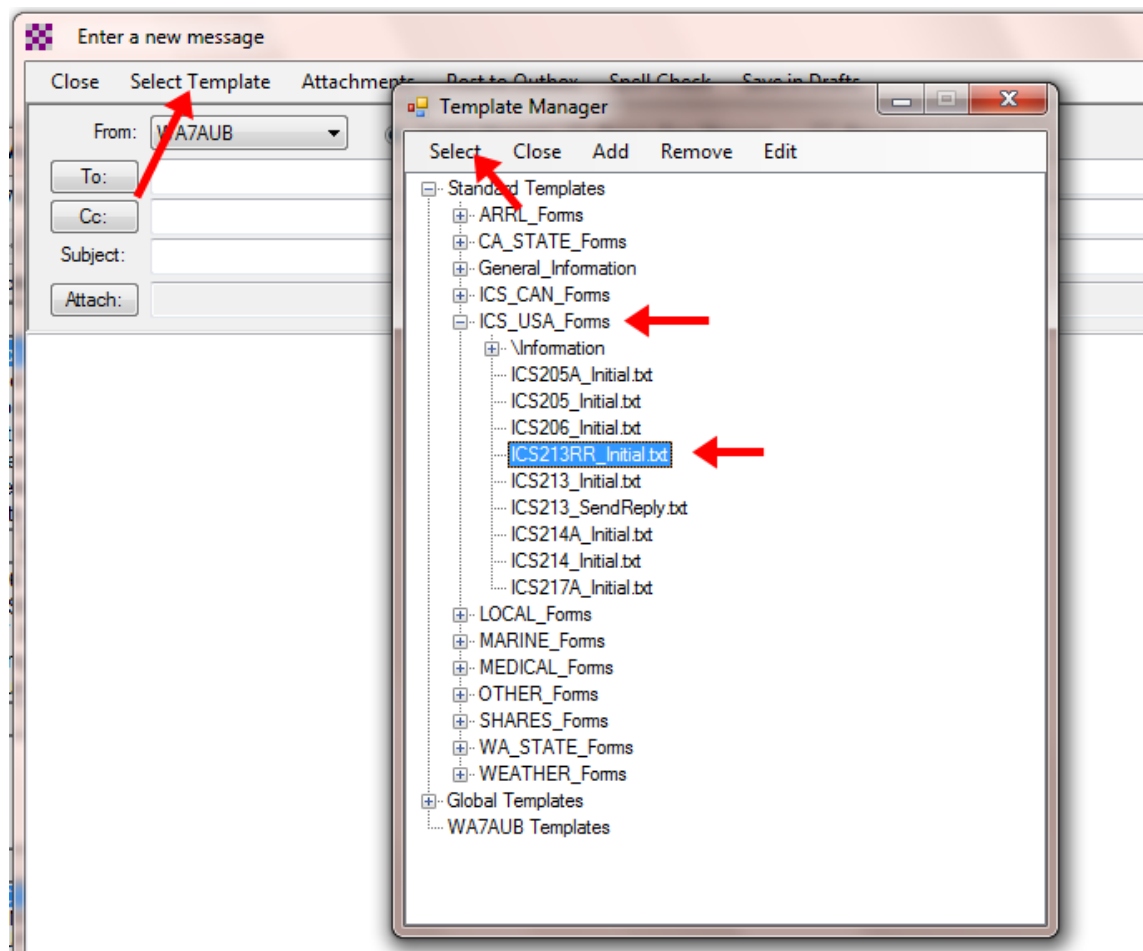 Enter a new message
Close Select Template Attachments Post to Outbox Spell Check Save in Drafts
Template Manager
From: WA7AUB
Select Close Add Remove Edit
To:
Standard Templates
ARRL_Forms
Cc:
CA_STATE_Forms
Subject:
General_Information
Attach:
ICS_CAN_Forms
ICS_USA_Forms
\Information
ICS205A_Initial.txt
ICS205_Initial.txt
ICS206_Initial.txt
ICS213RR_Initial.txt
ICS213_Initial.txt
ICS213_SendReply.txt
ICS214A_Initial.txt
ICS214_Initial.txt
ICS217A_Initial.txt
LOCAL_Forms
MARINE_Forms
MEDICAL_Forms
OTHER_Forms
SHARES_Forms
WA_STATE_Forms
WEATHER_Forms
Global Templates
WA7AUB Templates